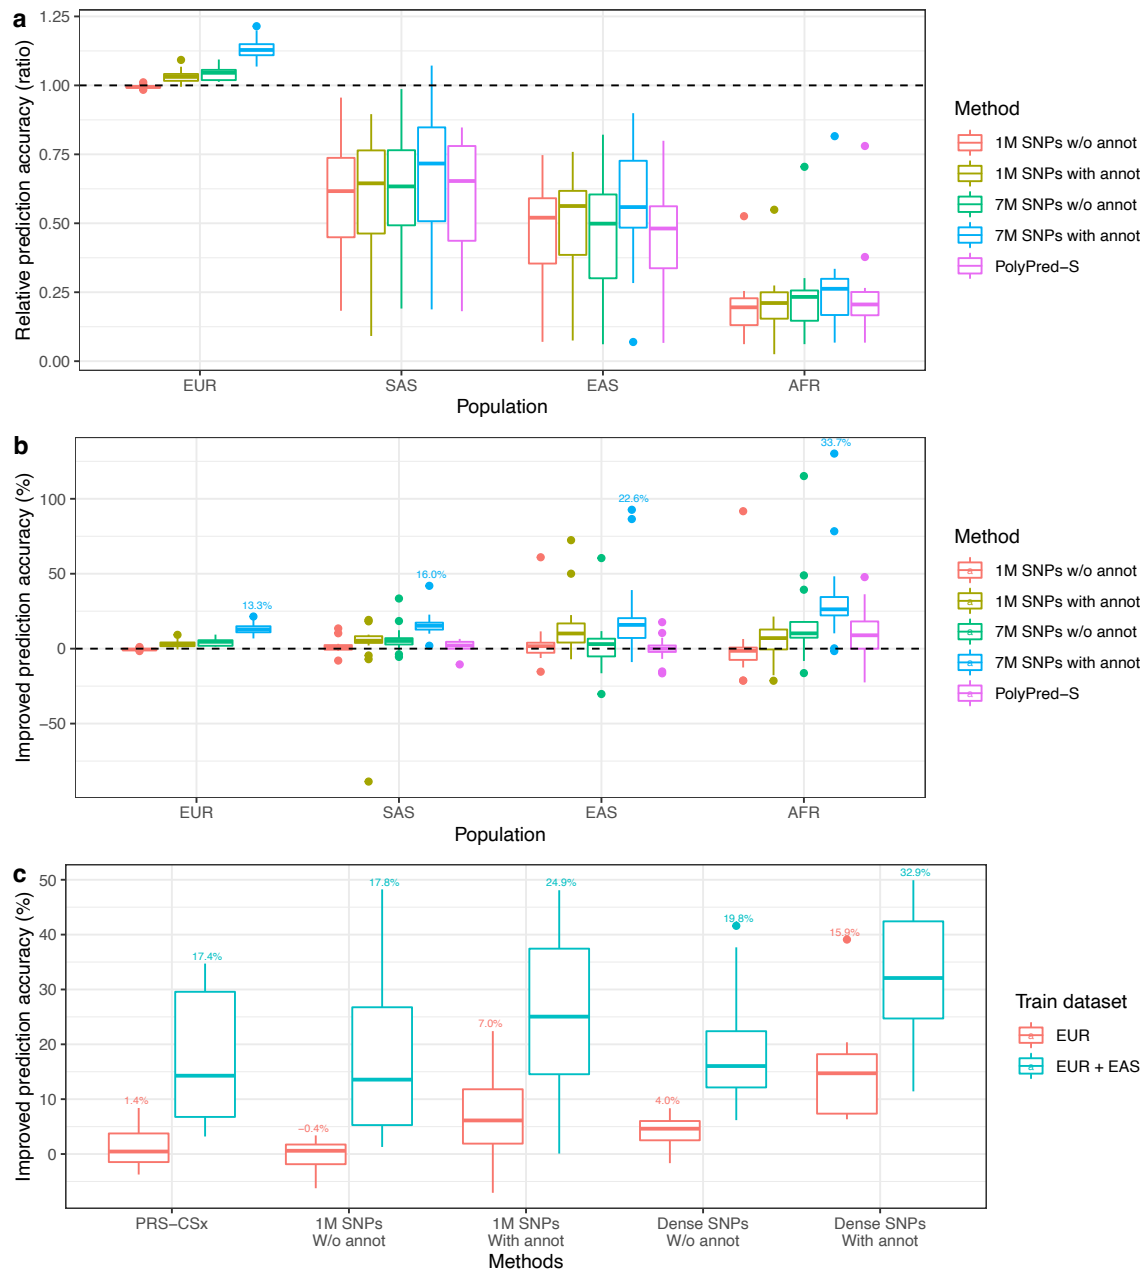 a
Relative prediction accuracy (ratio)
1.25
1.00
0.75
0.50
0.25
0.00
EUR
SAS
EAS
AFR
Population
Method
1M SNPs w/o annot
1M SNPs with annot
7M SNPs w/o annot
7M SNPs with annot
PolyPred−S
b
Improved prediction accuracy (%)
100
50
0
−50
13.3%
16.0%
22.6%
33.7%
EUR
SAS
EAS
AFR
Population
Method
a 1M SNPs w/o annot
a 1M SNPs with annot
a 7M SNPs w/o annot
a 7M SNPs with annot
a PolyPred−S
c
Improved prediction accuracy (%)
50
40
30
20
10
0
1.4%
17.4%
−0.4%
17.8%
7.0%
24.9%
4.0%
19.8%
15.9%
32.9%
PRS−CSx
1M SNPs
W/o annot
1M SNPs
With annot
Dense SNPs
W/o annot
Dense SNPs
With annot
Methods
Train dataset
a EUR
a EUR + EAS